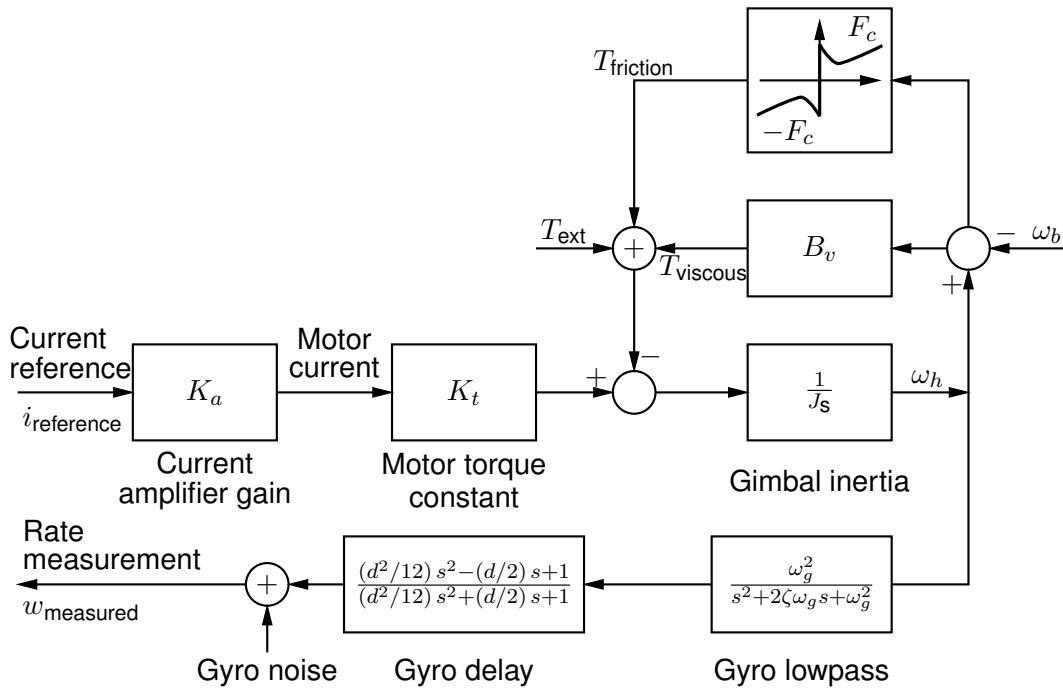 F_c
T_friction
-F_c
T_ext
+
T_viscous
B_v
−
ω_b
+
Current
reference
i_reference
K_a
Current
amplifier gain
Motor
current
K_t
Motor torque
constant
+
−
1/Js
ω_h
Gimbal inertia
Rate
measurement
w_measured
+
Gyro noise
(d²/12) s²−(d/2) s+1
(d²/12) s²+(d/2) s+1
Gyro delay
ω_g²
s²+2ζω_g s+ω_g²
Gyro lowpass